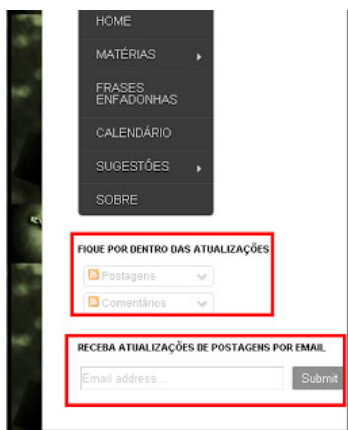 HOME
MATÉRIAS
FRASES
ENFADONHAS
CALENDÁRIO
SUGESTÕES
SOBRE
FIQUE POR DENTRO DAS ATUALIZAÇÕES
Postagens
Comentários
RECEBA ATUALIZAÇÕES DE POSTAGENS POR EMAIL
Email address... Submit